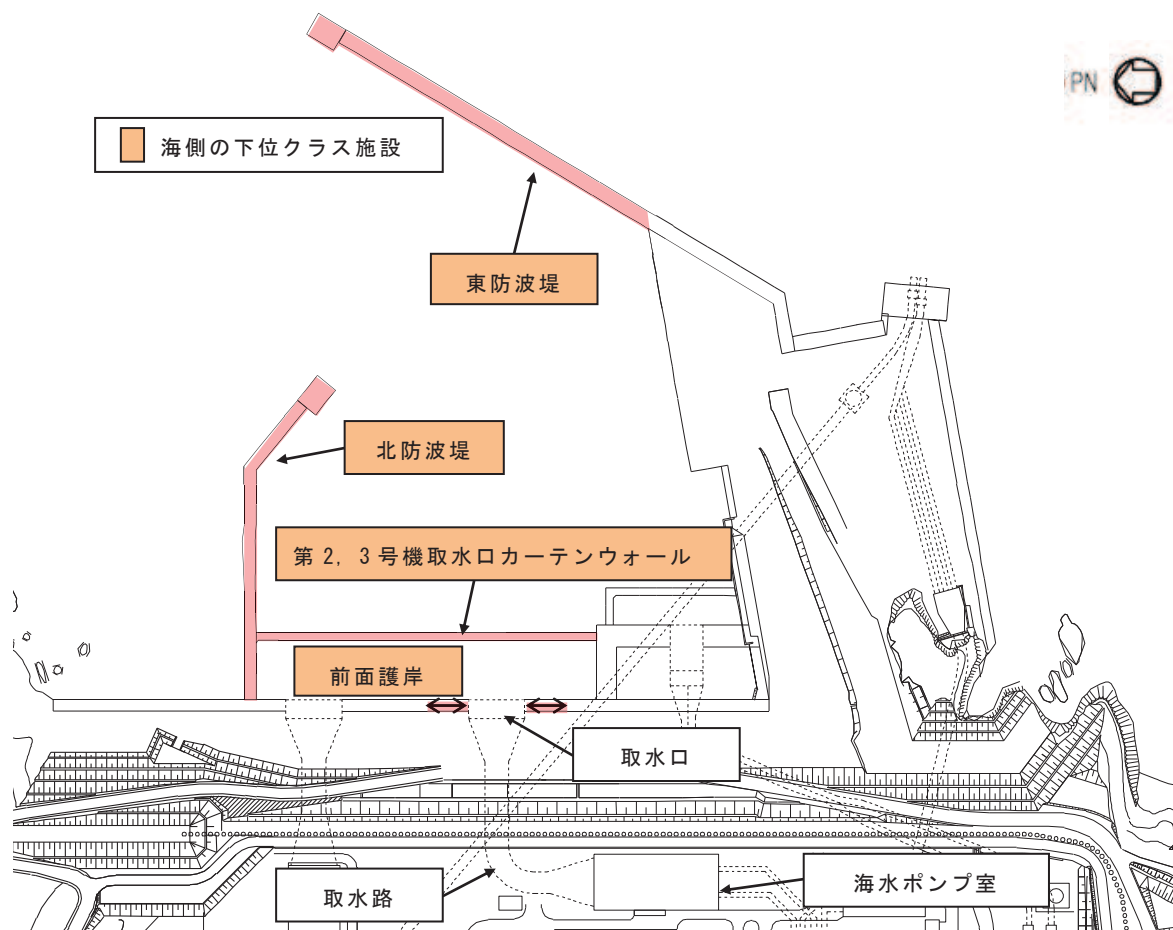 PN
海側の下位クラス施設
東防波堤
北防波堤
第2,3号機取水口カーテンウォール
前面護岸
取水口
取水路
海水ポンプ室